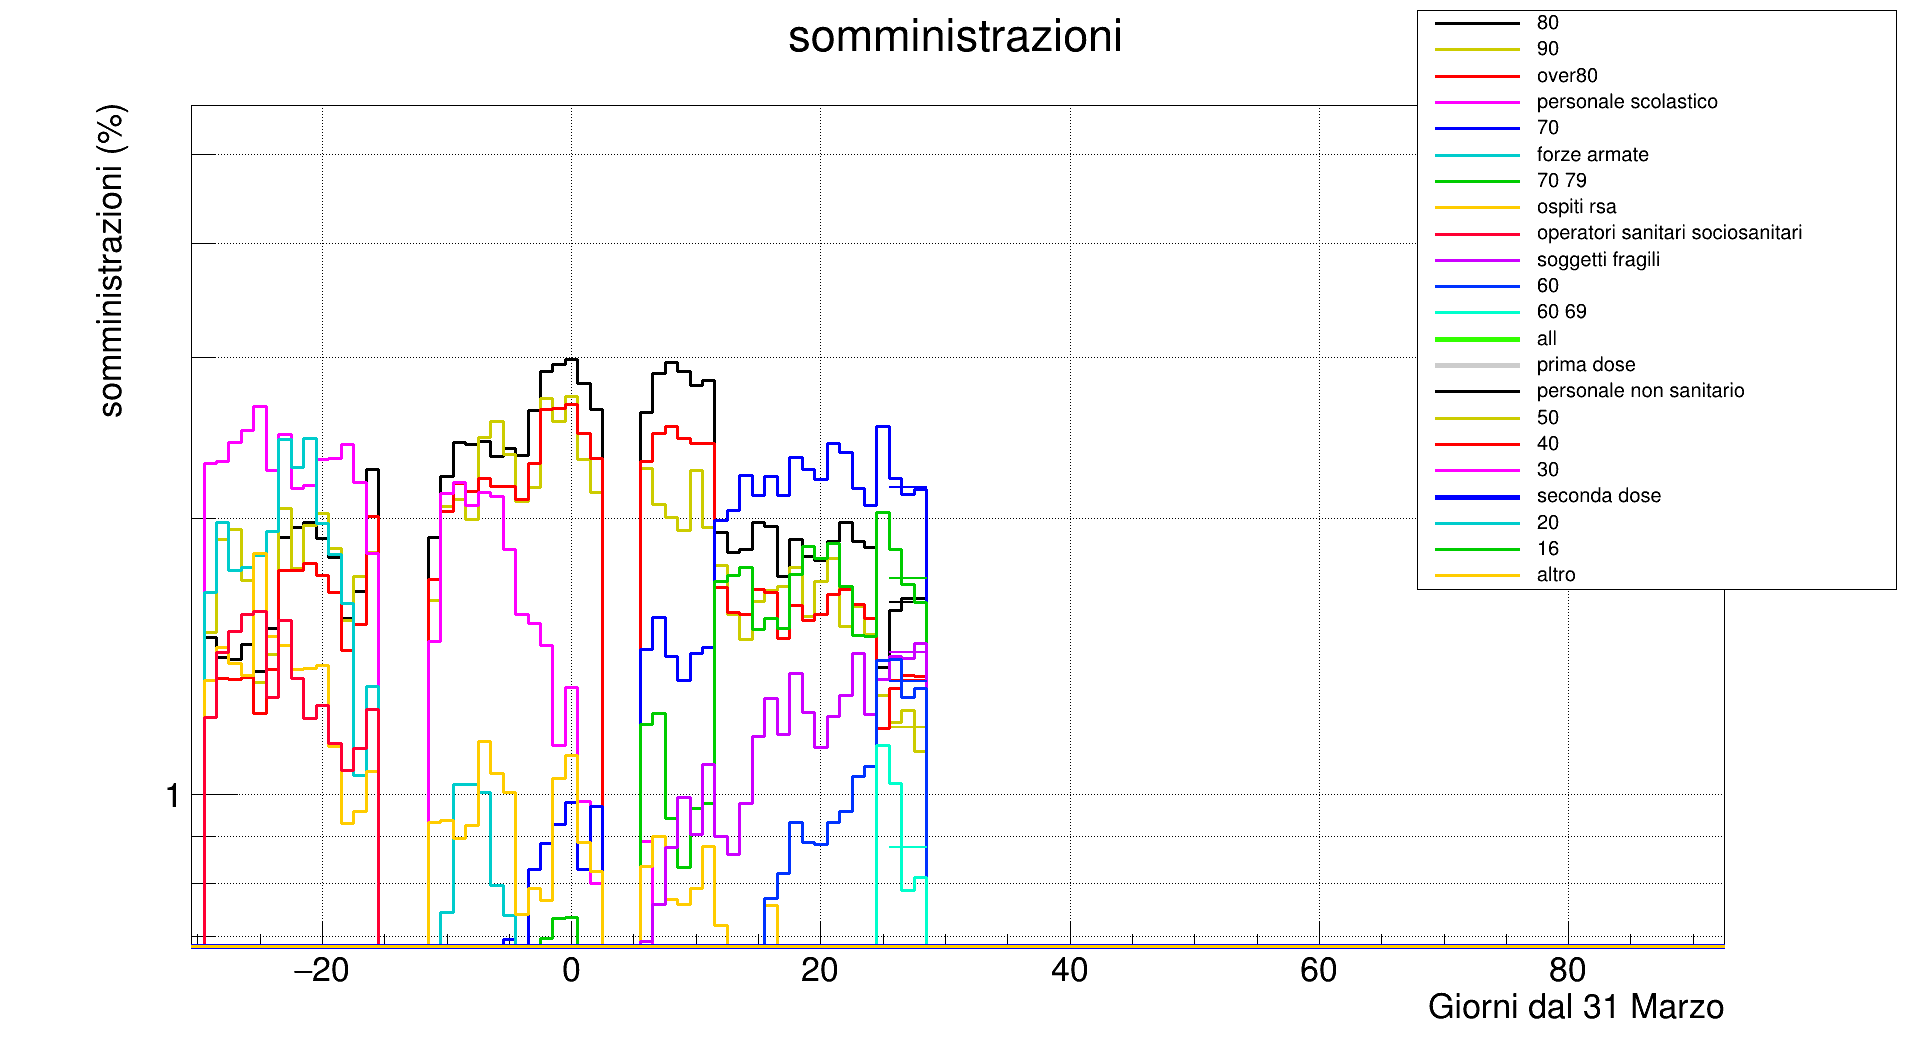 somministrazioni
somministrazioni (%)
80
90
over80
personale scolastico
70
forze armate
70 79
ospiti rsa
operatori sanitari sociosanitari
soggetti fragili
60
60 69
all
prima dose
personale non sanitario
50
40
30
seconda dose
20
16
altro
1
−20 0 20 40 60 80
Giorni dal 31 Marzo